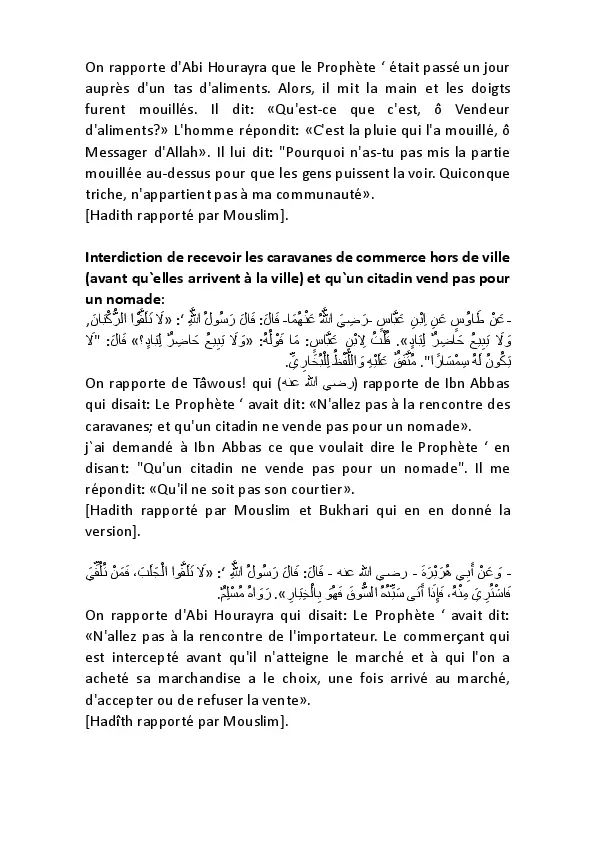 On rapporte d'Abi Hourayra que le Prophète ‘ était passé un jour
auprès d'un tas d'aliments. Alors, il mit la main et les doigts
furent mouillés. Il dit: «Qu'est-ce que c'est, ô Vendeur
d'aliments?» L'homme répondit: «C'est la pluie qui l'a mouillé, ô
Messager d'Allah». Il lui dit: "Pourquoi n'as-tu pas mis la partie
mouillée au-dessus pour que les gens puissent la voir. Quiconque
triche, n'appartient pas à ma communauté».
[Hadith rapporté par Mouslim].
Interdiction de recevoir les caravanes de commerce hors de ville
(avant qu`elles arrivent à la ville) et qu`un citadin vend pas pour
un nomade:
- عَنْ طَاوُسٍ عَنِ اِبْنِ عَبَّاسٍ -رَضِيَ اللَّهُ عَنْهُمَا- قَالَ: قَالَ رَسُولُ اللَّهِ ‘: «لَا تَلَقَّوُا الرُّكْبَانَ,
وَلَا يَبِيعُ حَاضِرٌ لِبَادٍ». قُلْتُ لِابْنِ عَبَّاسٍ: مَا قَوْلُهُ: «وَلَا يَبِيعُ حَاضِرٌ لِبَادٍ؟» قَالَ: "لَا
يَكُونُ لَهُ سِمْسَارًا". مُتَّفَقٌ عَلَيْهِ وَاللَّفْظُ لِلْبُخَارِيِّ.
On rapporte de Tâwous! qui (رضي الله عنه) rapporte de Ibn Abbas
qui disait: Le Prophète ‘ avait dit: «N'allez pas à la rencontre des
caravanes; et qu'un citadin ne vende pas pour un nomade».
j`ai demandé à Ibn Abbas ce que voulait dire le Prophète ‘ en
disant: "Qu'un citadin ne vende pas pour un nomade". Il me
répondit: «Qu'il ne soit pas son courtier».
[Hadith rapporté par Mouslim et Bukhari qui en en donné la
version].
- وَعَنْ أَبِي هُرَيْرَةَ - رضي الله عنه - قَالَ: قَالَ رَسُولُ اللَّهِ ‘: «لَا تَلَقَّوا الْجَلَبَ، فَمَنْ تُلُقِّيَ
فَاشْتُرِيَ مِنْهُ، فَإِذَا أَتَى سَيِّدُهُ السُّوقَ فَهُوَ بِالْخِيَارِ». رَوَاهُ مُسْلِمٌ.
On rapporte d'Abi Hourayra qui disait: Le Prophète ‘ avait dit:
«N'allez pas à la rencontre de l'importateur. Le commerçant qui
est intercepté avant qu'il n'atteigne le marché et à qui l'on a
acheté sa marchandise a le choix, une fois arrivé au marché,
d'accepter ou de refuser la vente».
[Hadîth rapporté par Mouslim].